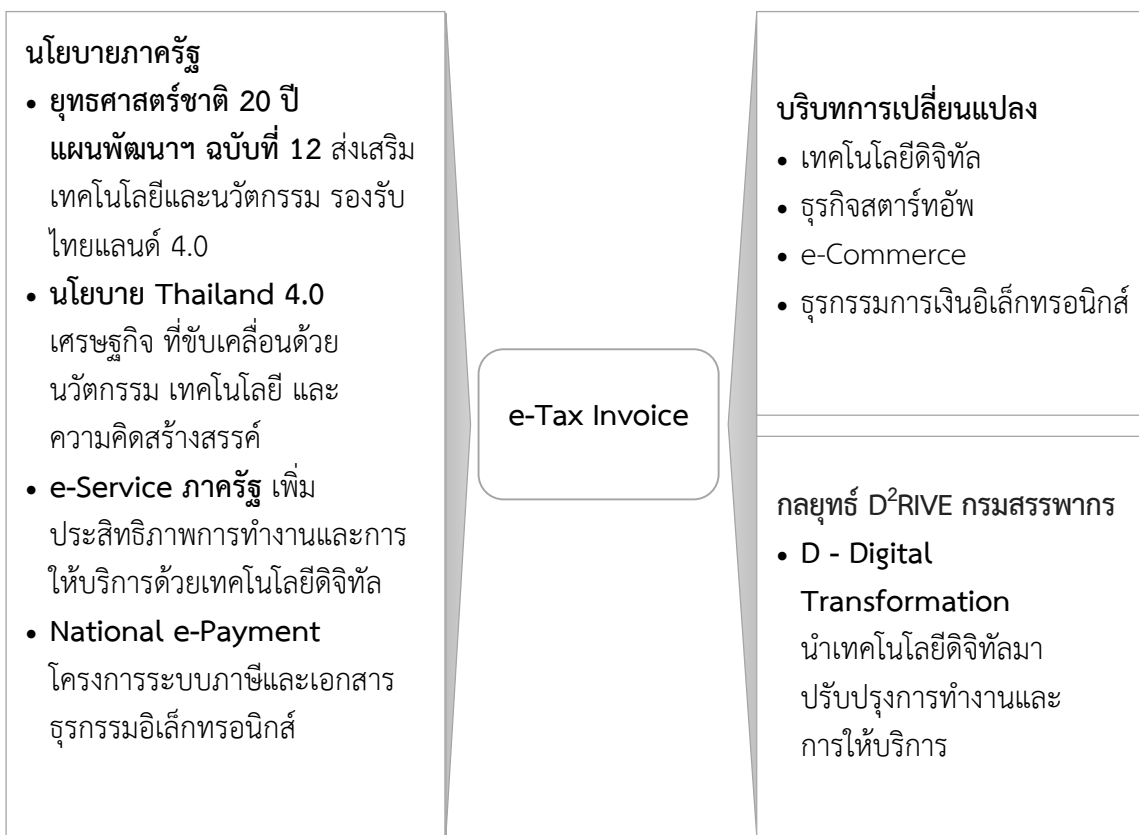 นโยบายภาครัฐ
• ยุทธศาสตร์ชาติ 20 ปี
แผนพัฒนาฯ ฉบับที่ 12 ส่งเสริม
เทคโนโลยีและนวัตกรรม รองรับ
ไทยแลนด์ 4.0
• นโยบาย Thailand 4.0
เศรษฐกิจ ที่ขับเคลื่อนด้วย
นวัตกรรม เทคโนโลยี และ
ความคิดสร้างสรรค์
• e-Service ภาครัฐ เพิ่ม
ประสิทธิภาพการทำงานและการ
ให้บริการด้วยเทคโนโลยีดิจิทัล
• National e-Payment
โครงการระบบภาษีและเอกสาร
ธุรกรรมอิเล็กทรอนิกส์
e-Tax Invoice
บริบทการเปลี่ยนแปลง
• เทคโนโลยีดิจิทัล
• ธุรกิจสตาร์ทอัพ
• e-Commerce
• ธุรกรรมการเงินอิเล็กทรอนิกส์
กลยุทธ์ D²RIVE กรมสรรพากร
• D - Digital
Transformation
นำเทคโนโลยีดิจิทัลมา
ปรับปรุงการทำงานและ
การให้บริการ